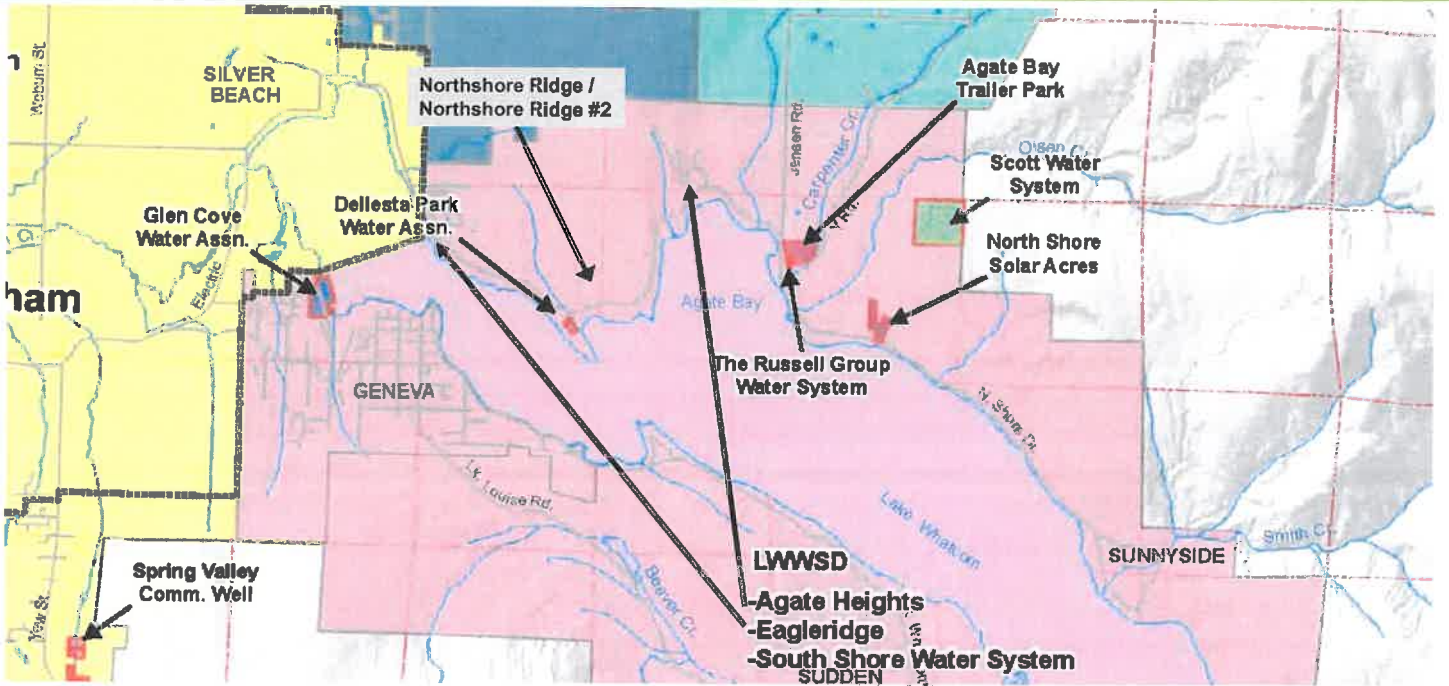 Woburn St
SILVER
BEACH
Northshore Ridge /
Northshore Ridge #2
Jensen Rd.
Carpenter Cr.
Agate Bay
Trailer Park
Olsen Cr.
Scott Water
System
Glen Cove
Water Assn.
Dellesta Park
Water Assn.
North Shore
Solar Acres
Electric
ham
Agate Bay
The Russell Group
Water System
GENEVA
N. Shore Dr.
Lk. Louise Rd.
Lake Whatcom
Smith Cr.
SUNNYSIDE
Spring Valley
Comm. Well
Yew St
Beaver Cr.
LWWSD
-Agate Heights
-Eagleridge
-South Shore Water System
SUDDEN